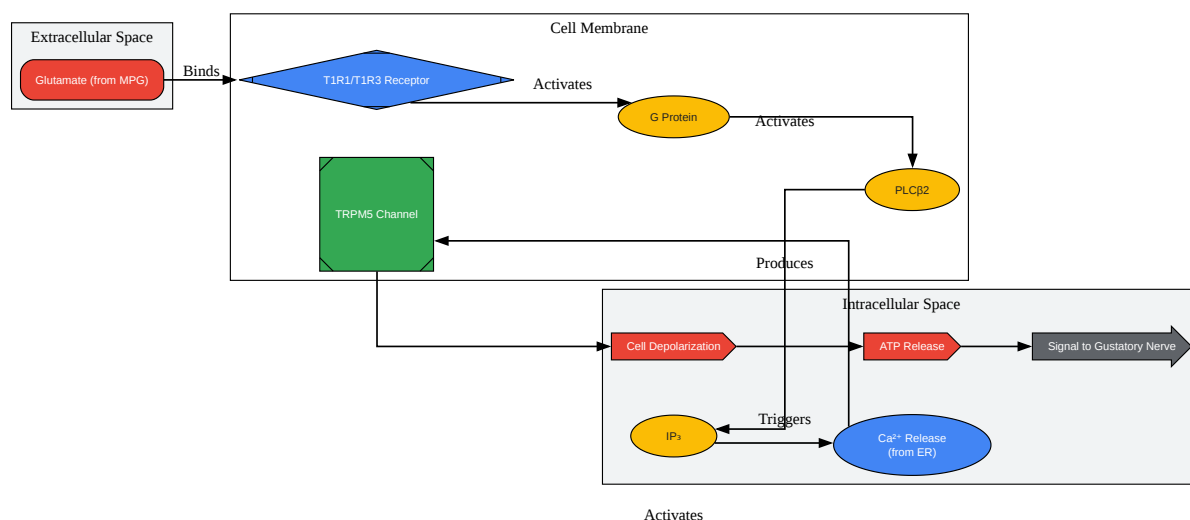 Cell Membrane
Extracellular Space
Glutamate (from MPG)
Binds
T1R1/T1R3 Receptor
Activates
G Protein
Activates
PLCβ2
TRPM5 Channel
Produces
Intracellular Space
Cell Depolarization
ATP Release
Signal to Gustatory Nerve
Triggers
IP₃
Ca²⁺ Release
(from ER)
Activates